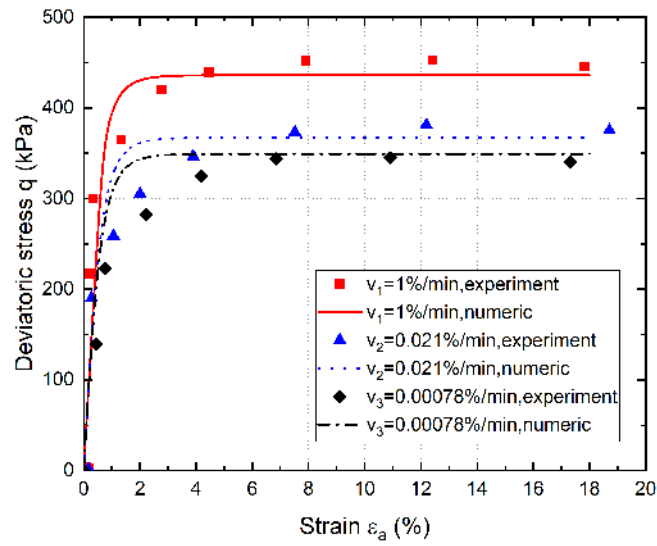 500
400
300
200
100
0
Deviatoric stress q (kPa)
v₁=1%/min,experiment
v₁=1%/min,numeric
v₂=0.021%/min,experiment
v₂=0.021%/min,numeric
v₃=0.00078%/min,experiment
v₃=0.00078%/min,numeric
0 2 4 6 8 10 12 14 16 18 20
Strain εₐ (%)